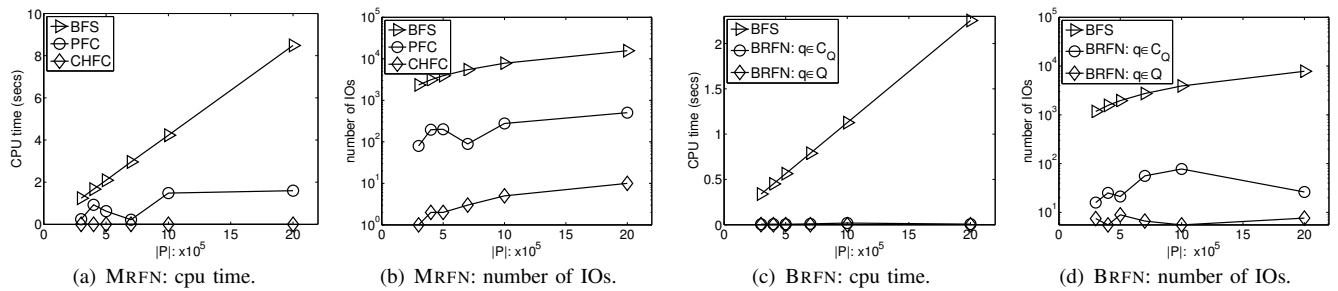 CPU time (secs)
10
8
6
4
2
0
BFS
PFC
CHFC
0 5 10 15 20
|P|: x10^5
(a) MRFN: cpu time.
number of IOs
10^5
10^4
10^3
10^2
10^1
10^0
BFS
PFC
CHFC
0 5 10 15 20
|P|: x10^5
(b) MRFN: number of IOs.
CPU time (secs)
2
1.5
1
0.5
0
BFS
BRFN: q∈C_Q
BRFN: q∈Q
0 5 10 15 20
|P|: x10^5
(c) BRFN: cpu time.
number of IOs
10^5
10^4
10^3
10^2
10^1
BFS
BRFN: q∈C_Q
BRFN: q∈Q
0 5 10 15 20
|P|: x10^5
(d) BRFN: number of IOs.